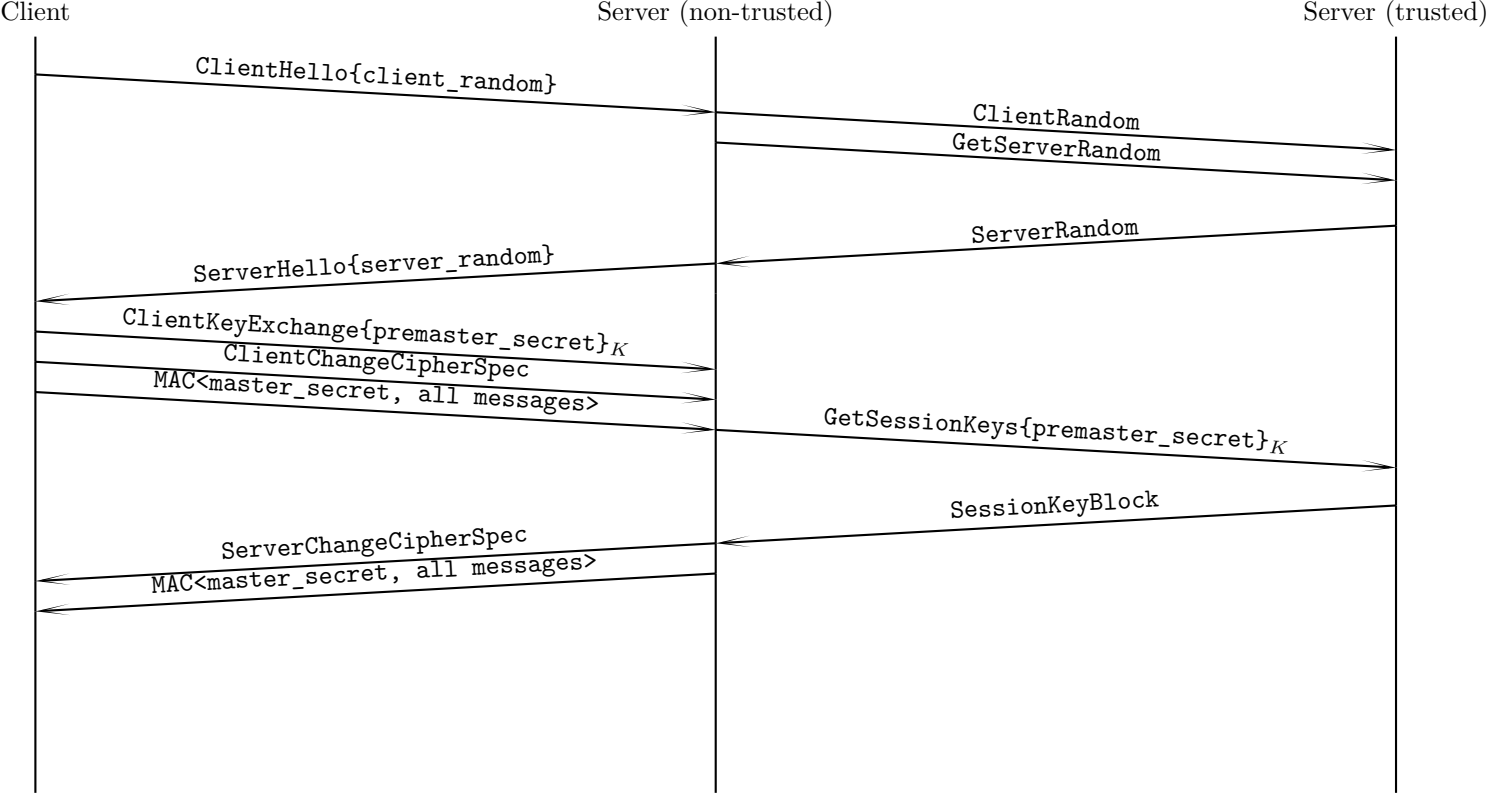 Client
Server (non-trusted)
Server (trusted)
ClientHello{client_random}
ClientRandom
GetServerRandom
ServerRandom
ServerHello{server_random}
ClientKeyExchange{premaster_secret}K
ClientChangeCipherSpec
MAC<master_secret, all messages>
GetSessionKeys{premaster_secret}K
SessionKeyBlock
ServerChangeCipherSpec
MAC<master_secret, all messages>